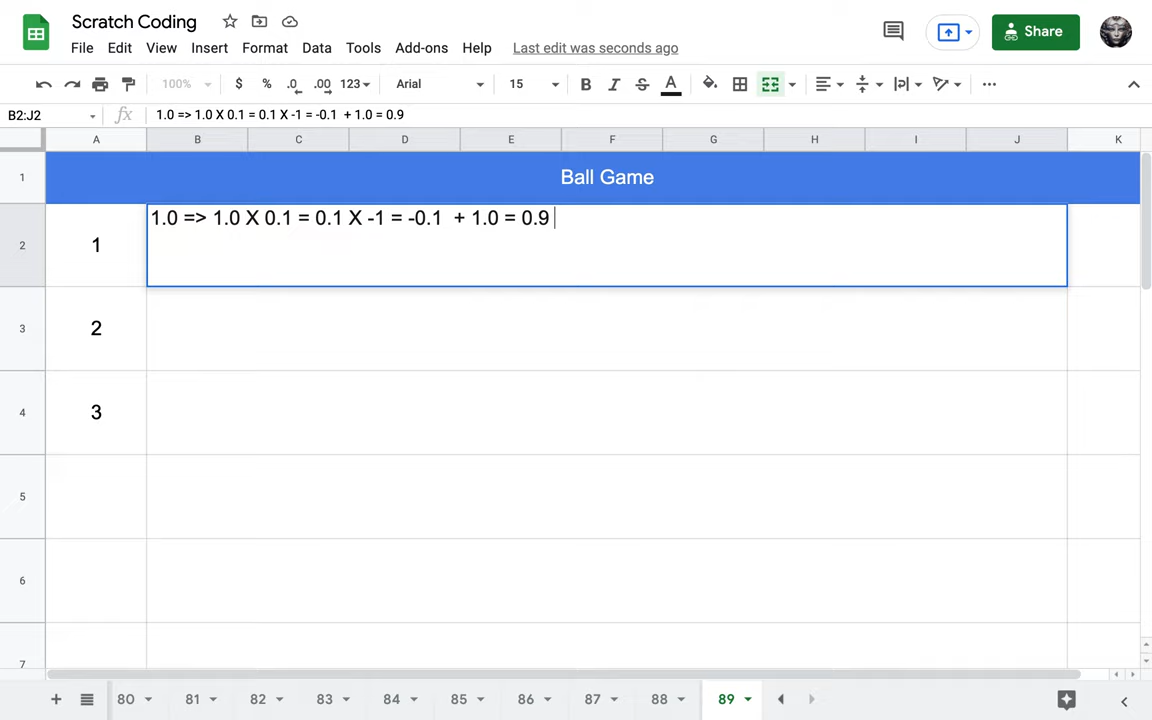 Scratch Coding
File Edit View Insert Format Data Tools Add-ons Help Last edit was seconds ago
Share
100% $ % .0 .00 123 Arial 15 B I S A
B2:J2 fx 1.0 => 1.0 X 0.1 = 0.1 X -1 = -0.1 + 1.0 = 0.9
A B C D E F G H I J K
1 Ball Game
2 1 1.0 => 1.0 X 0.1 = 0.1 X -1 = -0.1 + 1.0 = 0.9
3 2
4 3
5
6
7
80 81 82 83 84 85 86 87 88 89